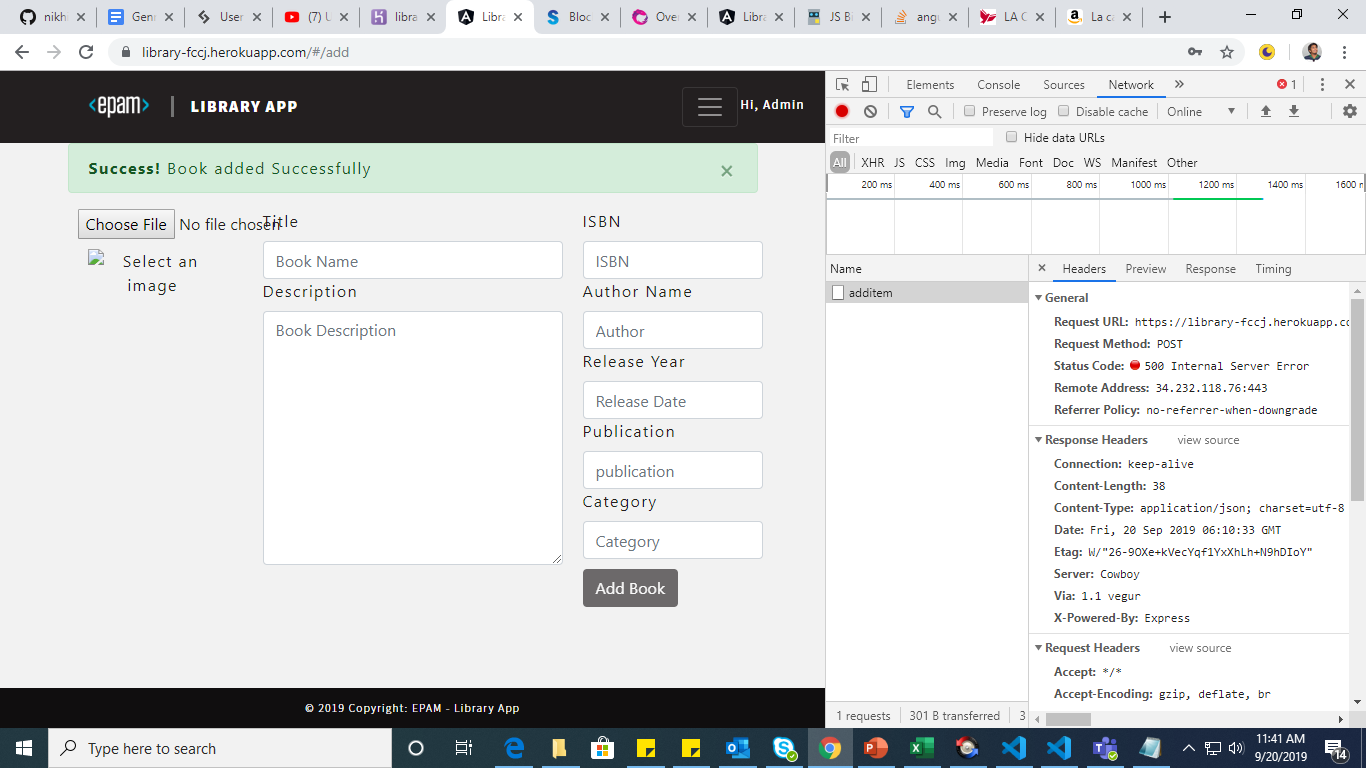 nikh
Genr
User
(7) U
libra
Libra
Bloc
Over
Libra
JS Bi
angu
LA C
La ca
library-fccj.herokuapp.com/#/add
<epam> | LIBRARY APP
Hi, Admin
Success! Book added Successfully ×
Choose File No file chosen
Select an
image
Title
Book Name
Description
Book Description
ISBN
ISBN
Author Name
Author
Release Year
Release Date
Publication
publication
Category
Category
Add Book
© 2019 Copyright: EPAM - Library App
Elements Console Sources Network » 1
Preserve log Disable cache Online
Filter Hide data URLs
All XHR JS CSS Img Media Font Doc WS Manifest Other
200 ms 400 ms 600 ms 800 ms 1000 ms 1200 ms 1400 ms 1600 m
Name
additem
× Headers Preview Response Timing
General
Request URL: https://library-fccj.herokuapp.co
Request Method: POST
Status Code: 500 Internal Server Error
Remote Address: 34.232.118.76:443
Referrer Policy: no-referrer-when-downgrade
Response Headers view source
Connection: keep-alive
Content-Length: 38
Content-Type: application/json; charset=utf-8
Date: Fri, 20 Sep 2019 06:10:33 GMT
Etag: W/"26-9OXe+kVecYqf1YxXhLh+N9hDIoY"
Server: Cowboy
Via: 1.1 vegur
X-Powered-By: Express
Request Headers view source
Accept: */*
Accept-Encoding: gzip, deflate, br
1 requests 301 B transferred 3
Type here to search
11:41 AM
9/20/2019
14